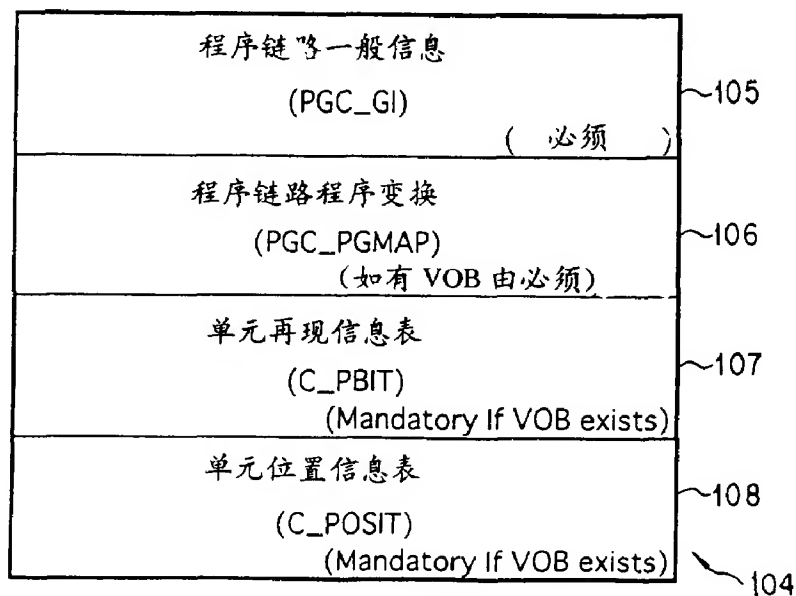 程序链咯一般信息
(PGC_GI)
( 必须 )
105
程序链路程序变换
(PGC_PGMAP)
(如有 VOB 由必须)
106
单元再现信息表
(C_PBIT)
(Mandatory If VOB exists)
107
单元位置信息表
(C_POSIT)
(Mandatory If VOB exists)
108
104